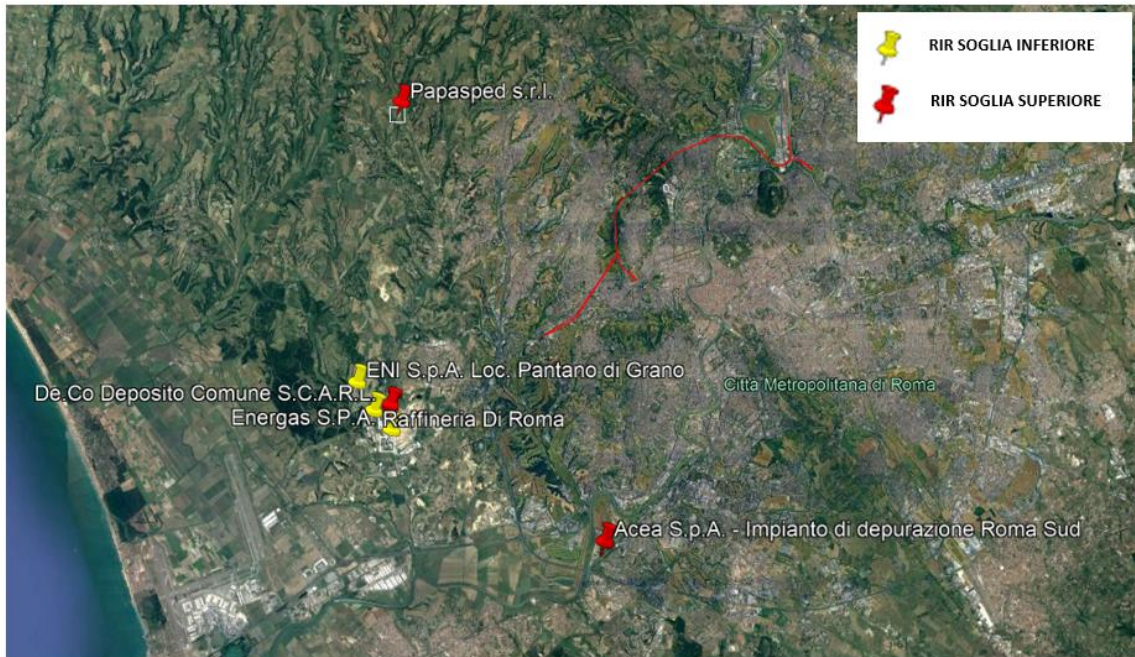 RIR SOGLIA INFERIORE
RIR SOGLIA SUPERIORE
Papasped s.r.l.
ENI S.p.A. Loc. Pantano di Grano
De.Co Deposito Comune S.C.A.R.L.
Energas S.P.A.
Raffineria Di Roma
Città Metropolitana di Roma
Acea S.p.A. - Impianto di depurazione Roma Sud